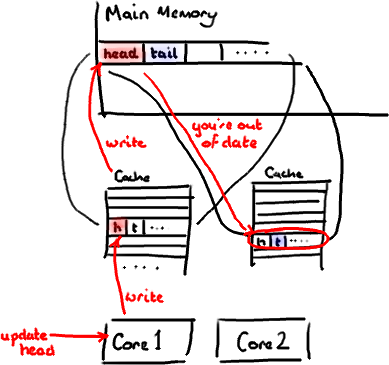 Main Memory
head tail ....
you're out
of date
write
Cache
Cache
h t ...
h t ....
....
write
update
head
Core 1
Core 2